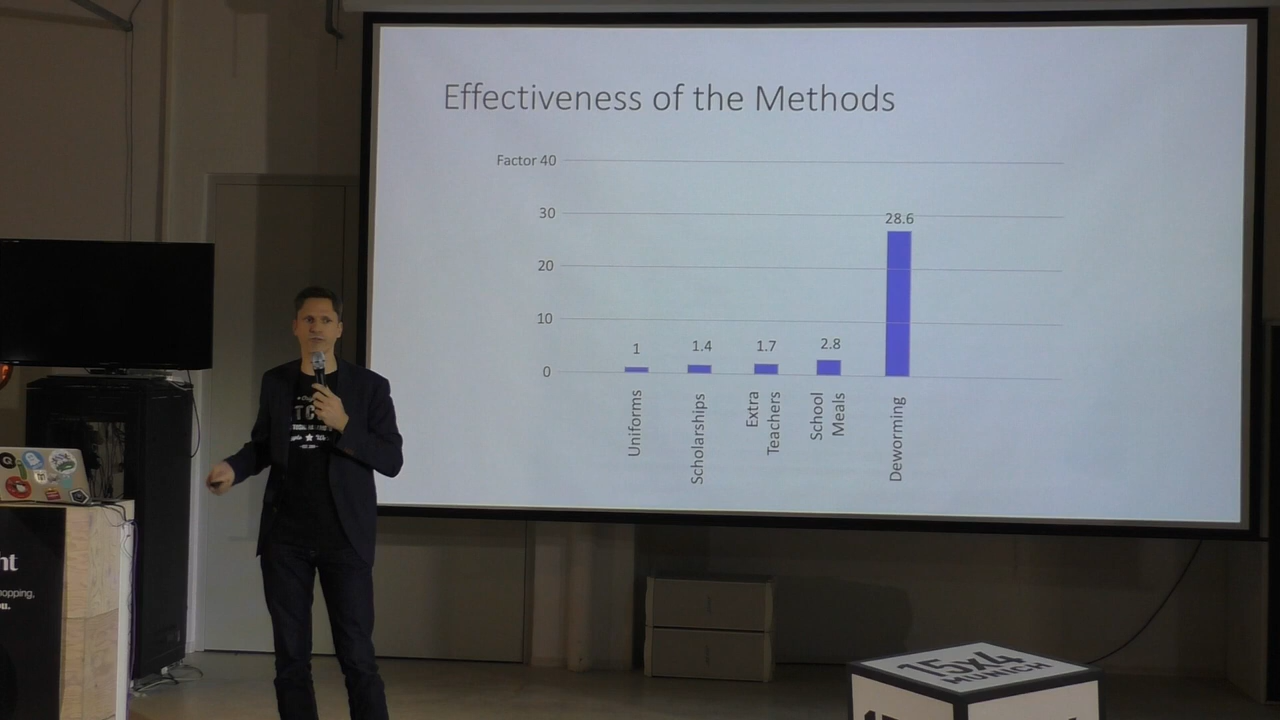 Effectiveness of the Methods
Factor 40
30
20
10
0
1
1.4
1.7
2.8
28.6
Uniforms
Scholarships
Extra
Teachers
School
Meals
Deworming
15x4
MUNICH